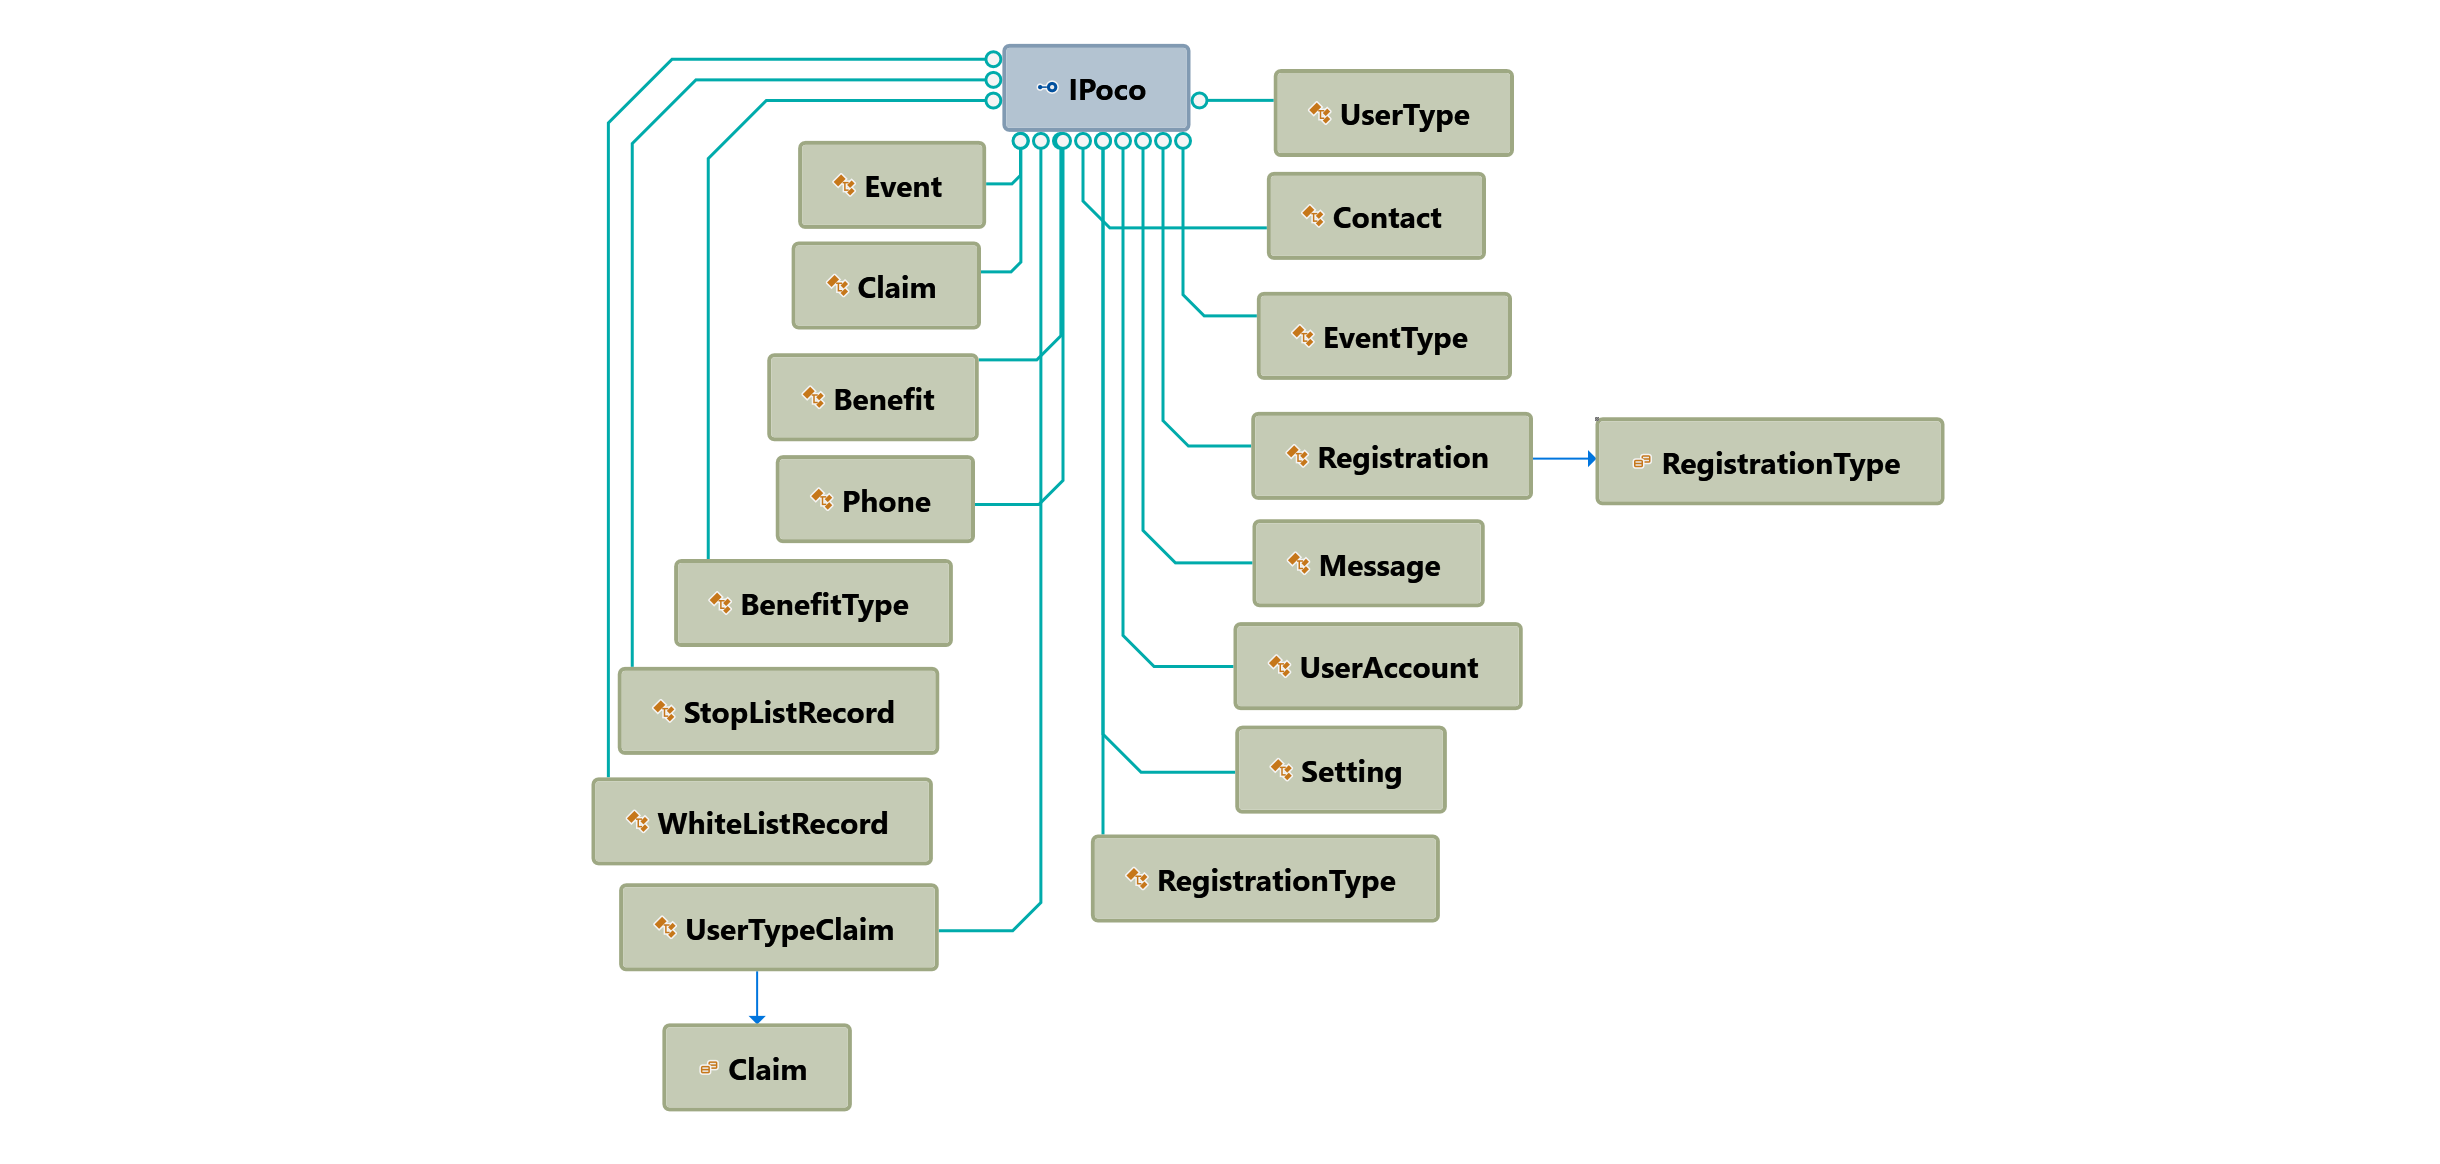 IPoco
UserType
Event
Contact
Claim
EventType
Benefit
Registration
RegistrationType
Phone
Message
BenefitType
UserAccount
StopListRecord
Setting
WhiteListRecord
RegistrationType
UserTypeClaim
Claim